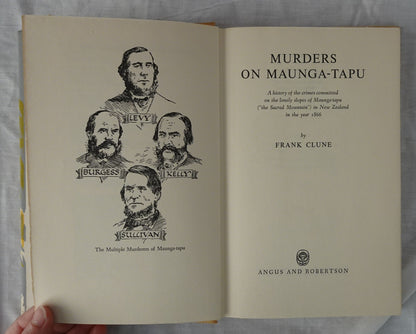 LEVY
BURGESS
KELLY
SULLIVAN
The Multiple Murderers of Maunga-tapu
MURDERS
ON MAUNGA-TAPU
A history of the crimes committed
on the lonely slopes of Maunga-tapu
("the Sacred Mountain") in New Zealand
in the year 1866
by
FRANK CLUNE
ANGUS AND ROBERTSON